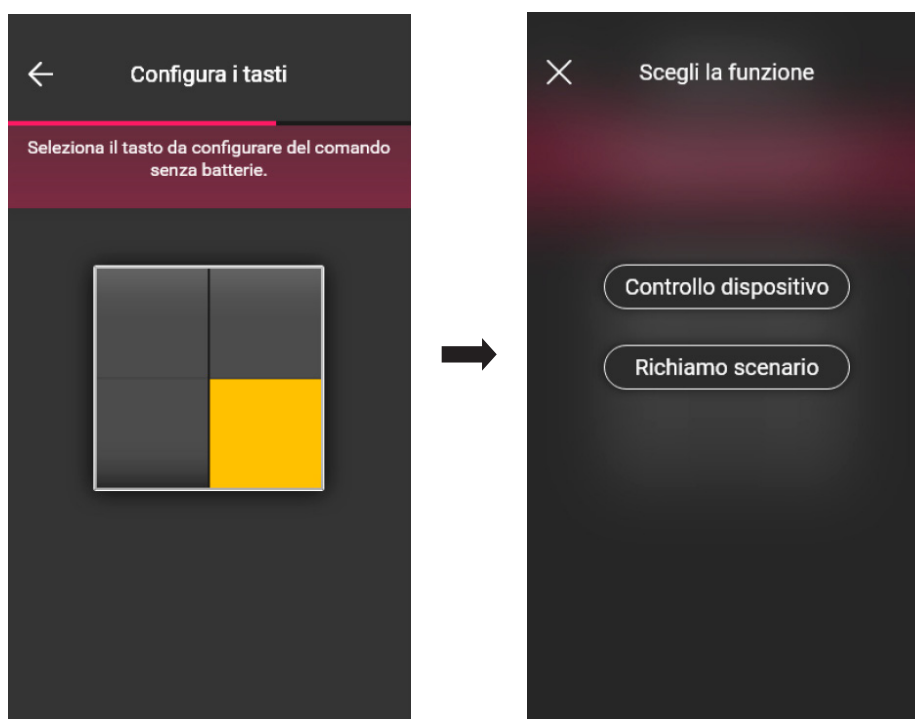 Configura i tasti
Seleziona il tasto da configurare del comando
senza batterie.
Scegli la funzione
Controllo dispositivo
Richiamo scenario